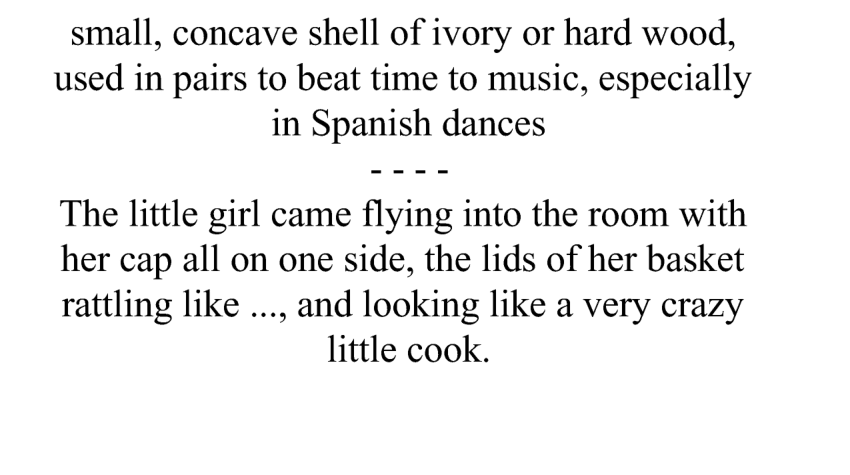 small, concave shell of ivory or hard wood,
used in pairs to beat time to music, especially
in Spanish dances
- - - -
The little girl came flying into the room with
her cap all on one side, the lids of her basket
rattling like ..., and looking like a very crazy
little cook.